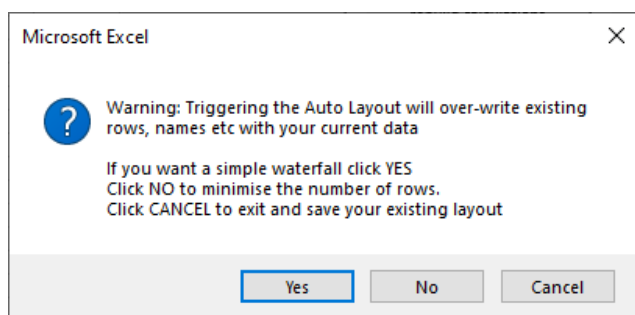 Microsoft Excel
Warning: Triggering the Auto Layout will over-write existing
rows, names etc with your current data
If you want a simple waterfall click YES
Click NO to minimise the number of rows.
Click CANCEL to exit and save your existing layout
Yes
No
Cancel